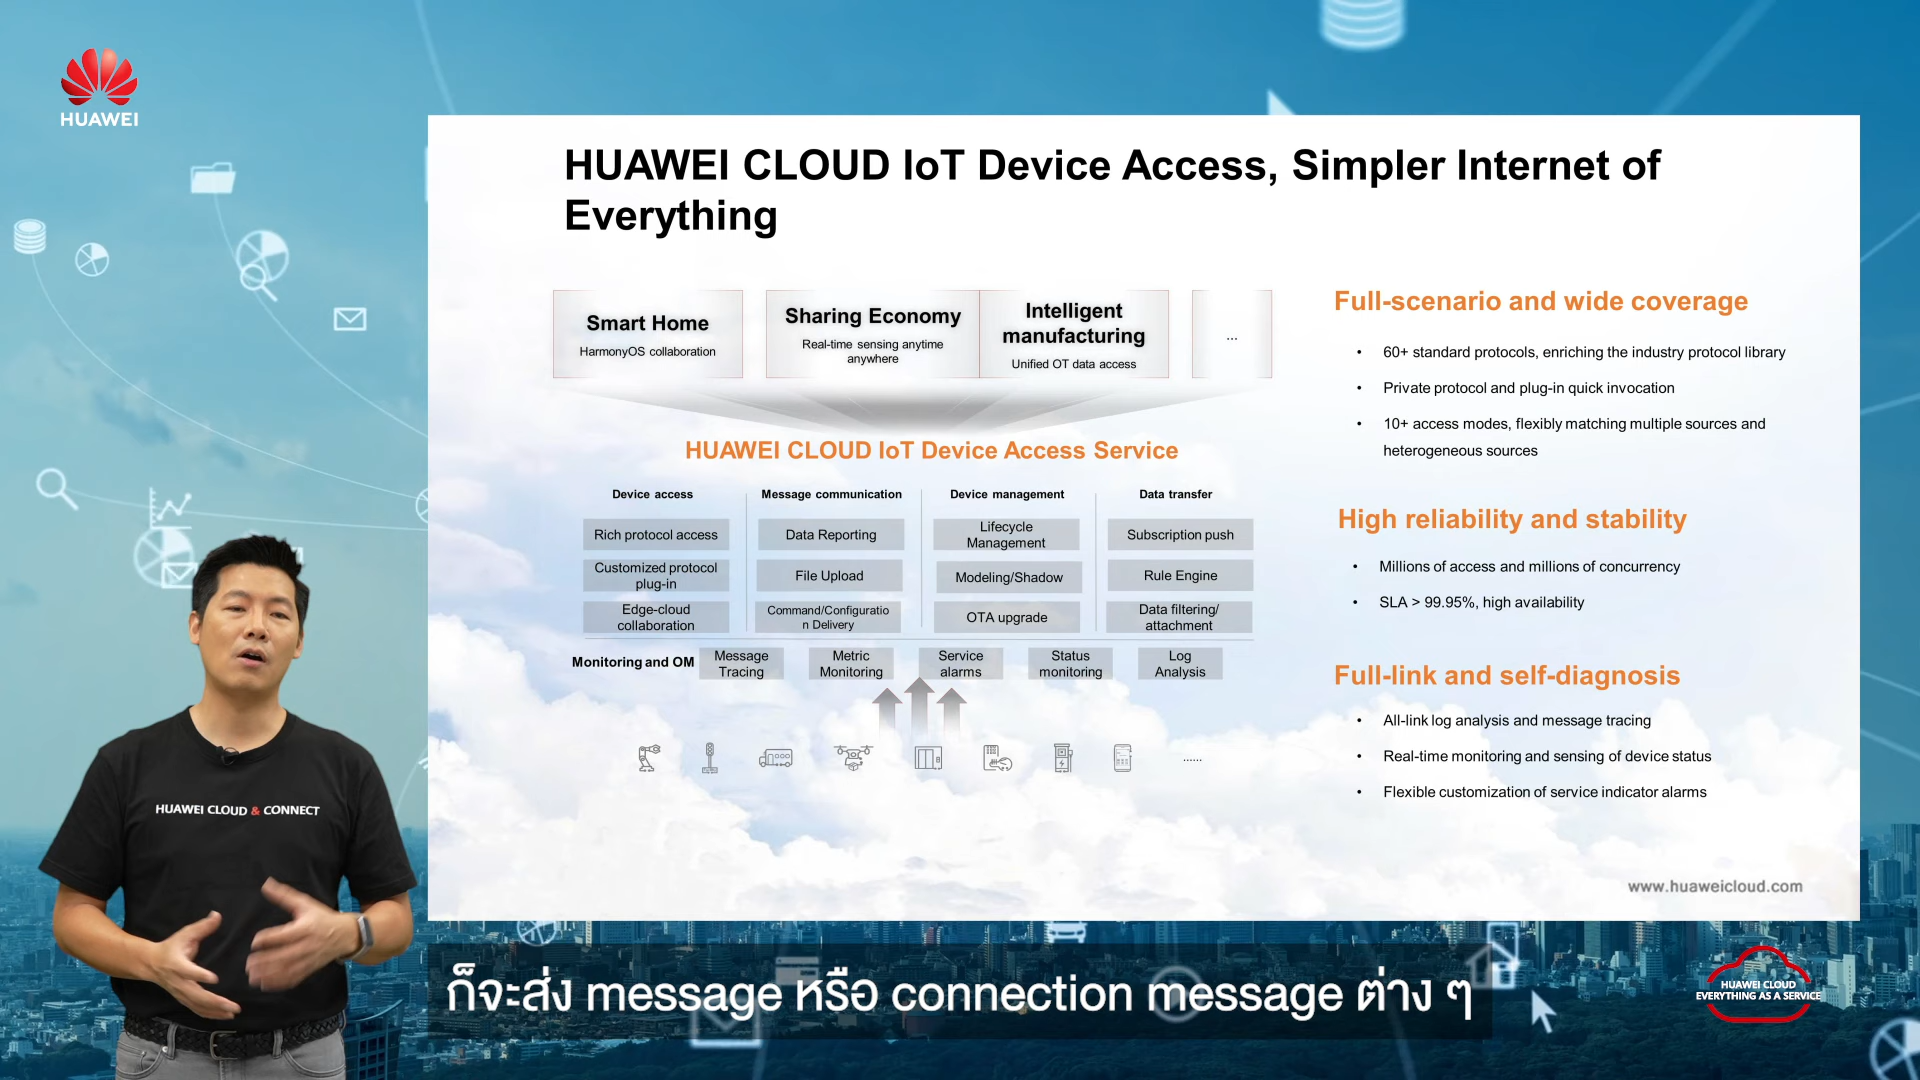 HUAWEI
HUAWEI CLOUD IoT Device Access, Simpler Internet of
Everything
Smart Home
HarmonyOS collaboration
Sharing Economy
Real-time sensing anytime
anywhere
Intelligent
manufacturing
Unified OT data access
...
HUAWEI CLOUD IoT Device Access Service
Device access
Rich protocol access
Customized protocol
plug-in
Edge-cloud
collaboration
Message communication
Data Reporting
File Upload
Command/Configuratio
n Delivery
Device management
Lifecycle
Management
Modeling/Shadow
OTA upgrade
Data transfer
Subscription push
Rule Engine
Data filtering/
attachment
Monitoring and OM
Message
Tracing
Metric
Monitoring
Service
alarms
Status
monitoring
Log
Analysis
......
Full-scenario and wide coverage
• 60+ standard protocols, enriching the industry protocol library
• Private protocol and plug-in quick invocation
• 10+ access modes, flexibly matching multiple sources and
heterogeneous sources
High reliability and stability
• Millions of access and millions of concurrency
• SLA > 99.95%, high availability
Full-link and self-diagnosis
• All-link log analysis and message tracing
• Real-time monitoring and sensing of device status
• Flexible customization of service indicator alarms
www.huaweicloud.com
HUAWEI CLOUD & CONNECT
ก็จะส่ง message หรือ connection message ต่าง ๆ
HUAWEI CLOUD
EVERYTHING AS A SERVICE